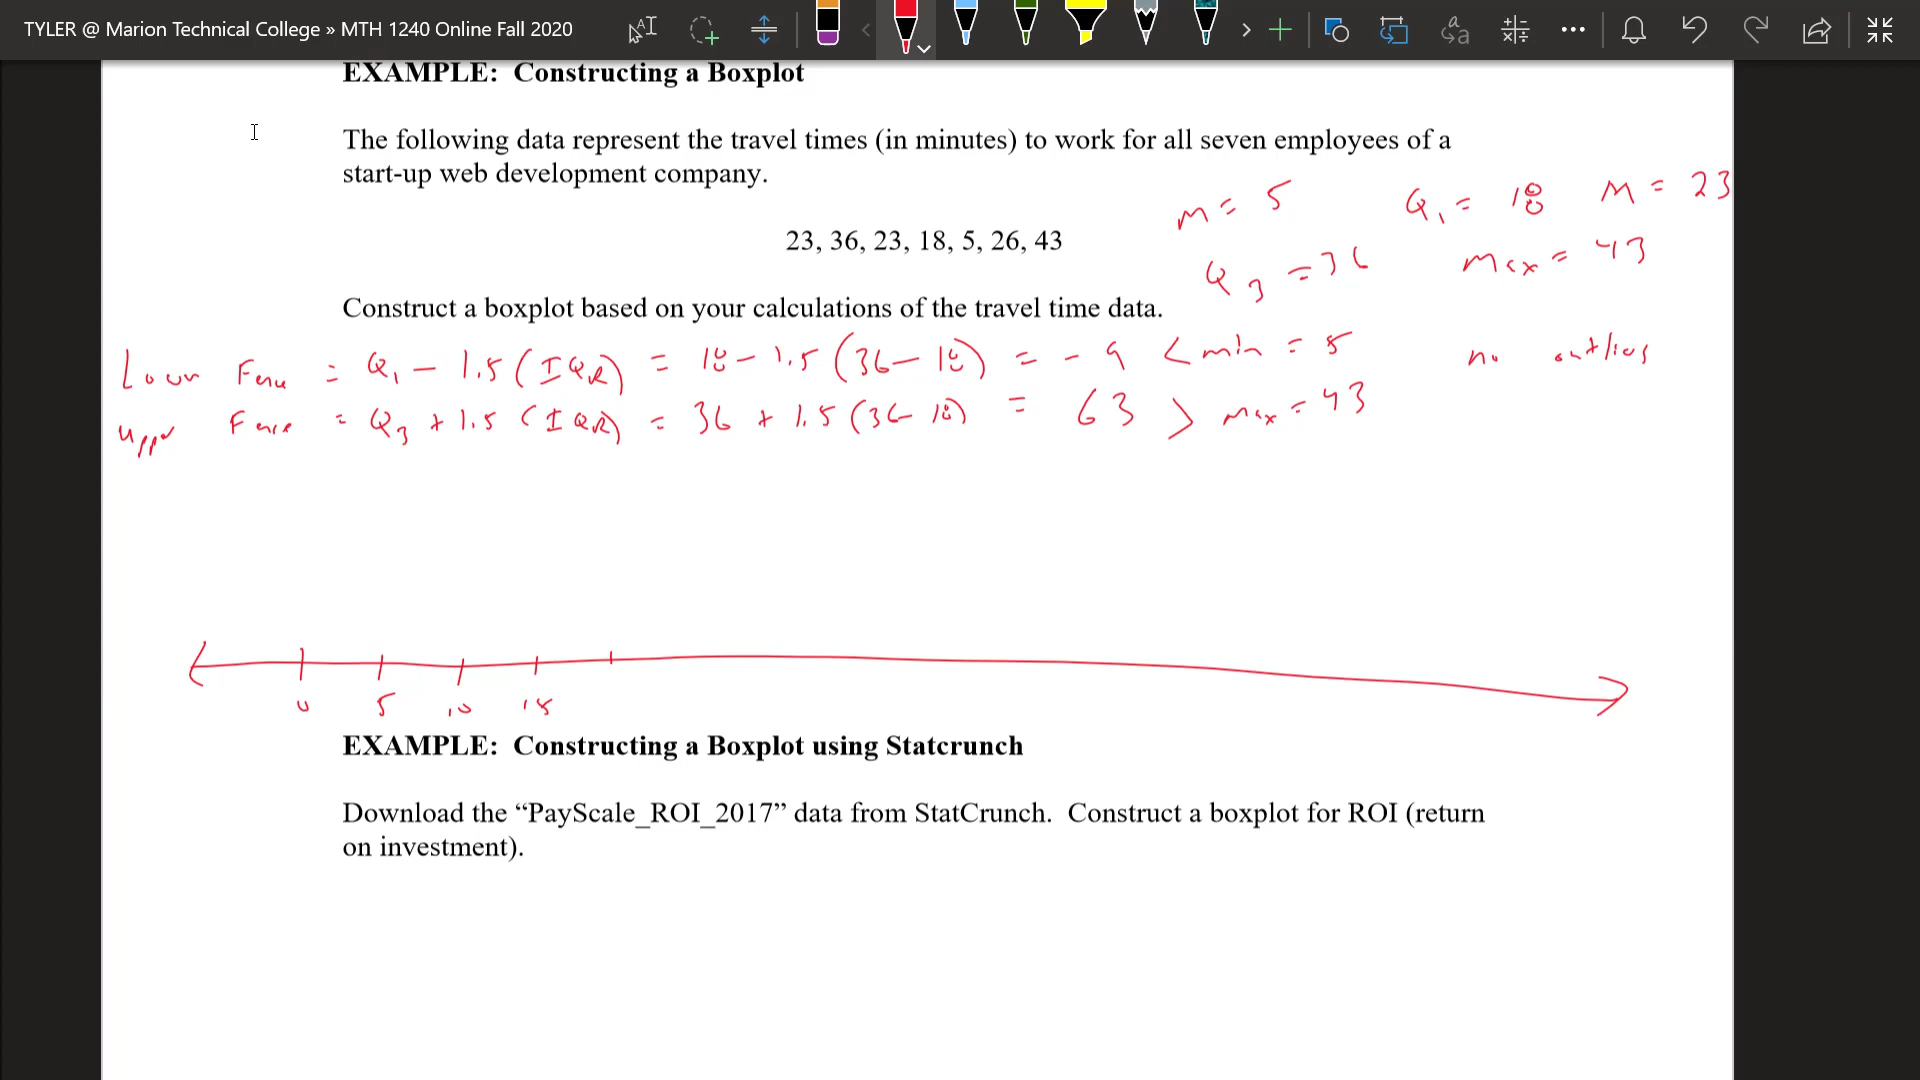 TYLER @ Marion Technical College » MTH 1240 Online Fall 2020
EXAMPLE: Constructing a Boxplot
The following data represent the travel times (in minutes) to work for all seven employees of a
start-up web development company.
m = 5 Q1 = 18 M = 23
23, 36, 23, 18, 5, 26, 43
Q3 = 36 max = 43
Construct a boxplot based on your calculations of the travel time data.
Lower Fence = Q1 - 1.5 (IQR) = 18 - 1.5 (36 - 18) = -9 < min = 5 no outliers
Upper Fence = Q3 + 1.5 (IQR) = 36 + 1.5 (36 - 18) = 63 > max = 43
0 5 10 15
EXAMPLE: Constructing a Boxplot using Statcrunch
Download the “PayScale_ROI_2017” data from StatCrunch. Construct a boxplot for ROI (return
on investment).